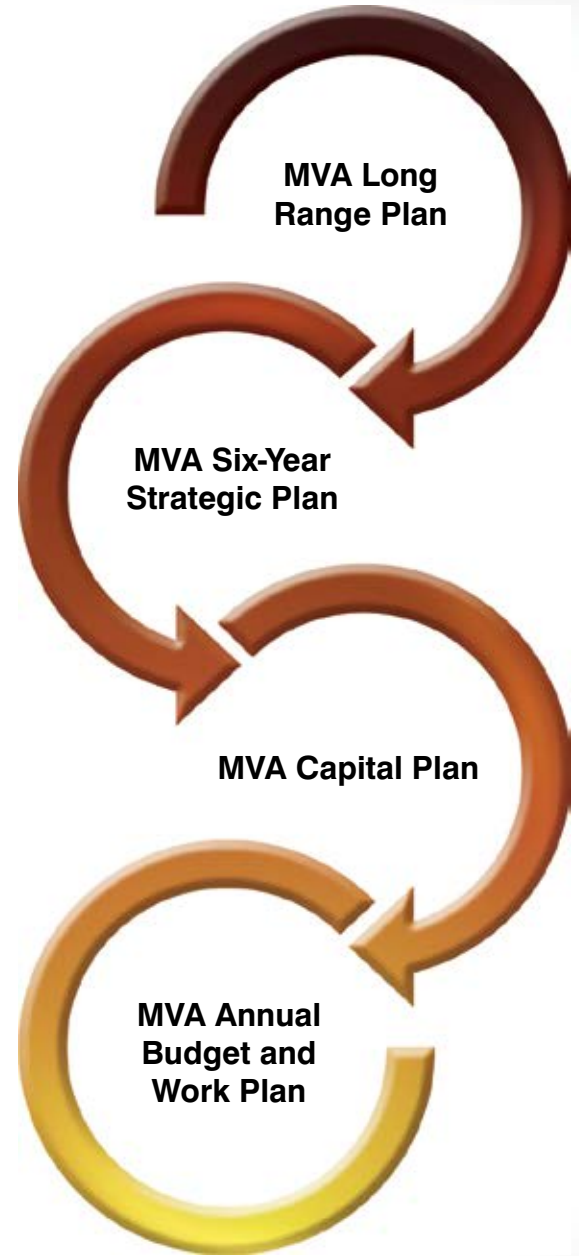 MVA Long
Range Plan
MVA Six-Year
Strategic Plan
MVA Capital Plan
MVA Annual
Budget and
Work Plan